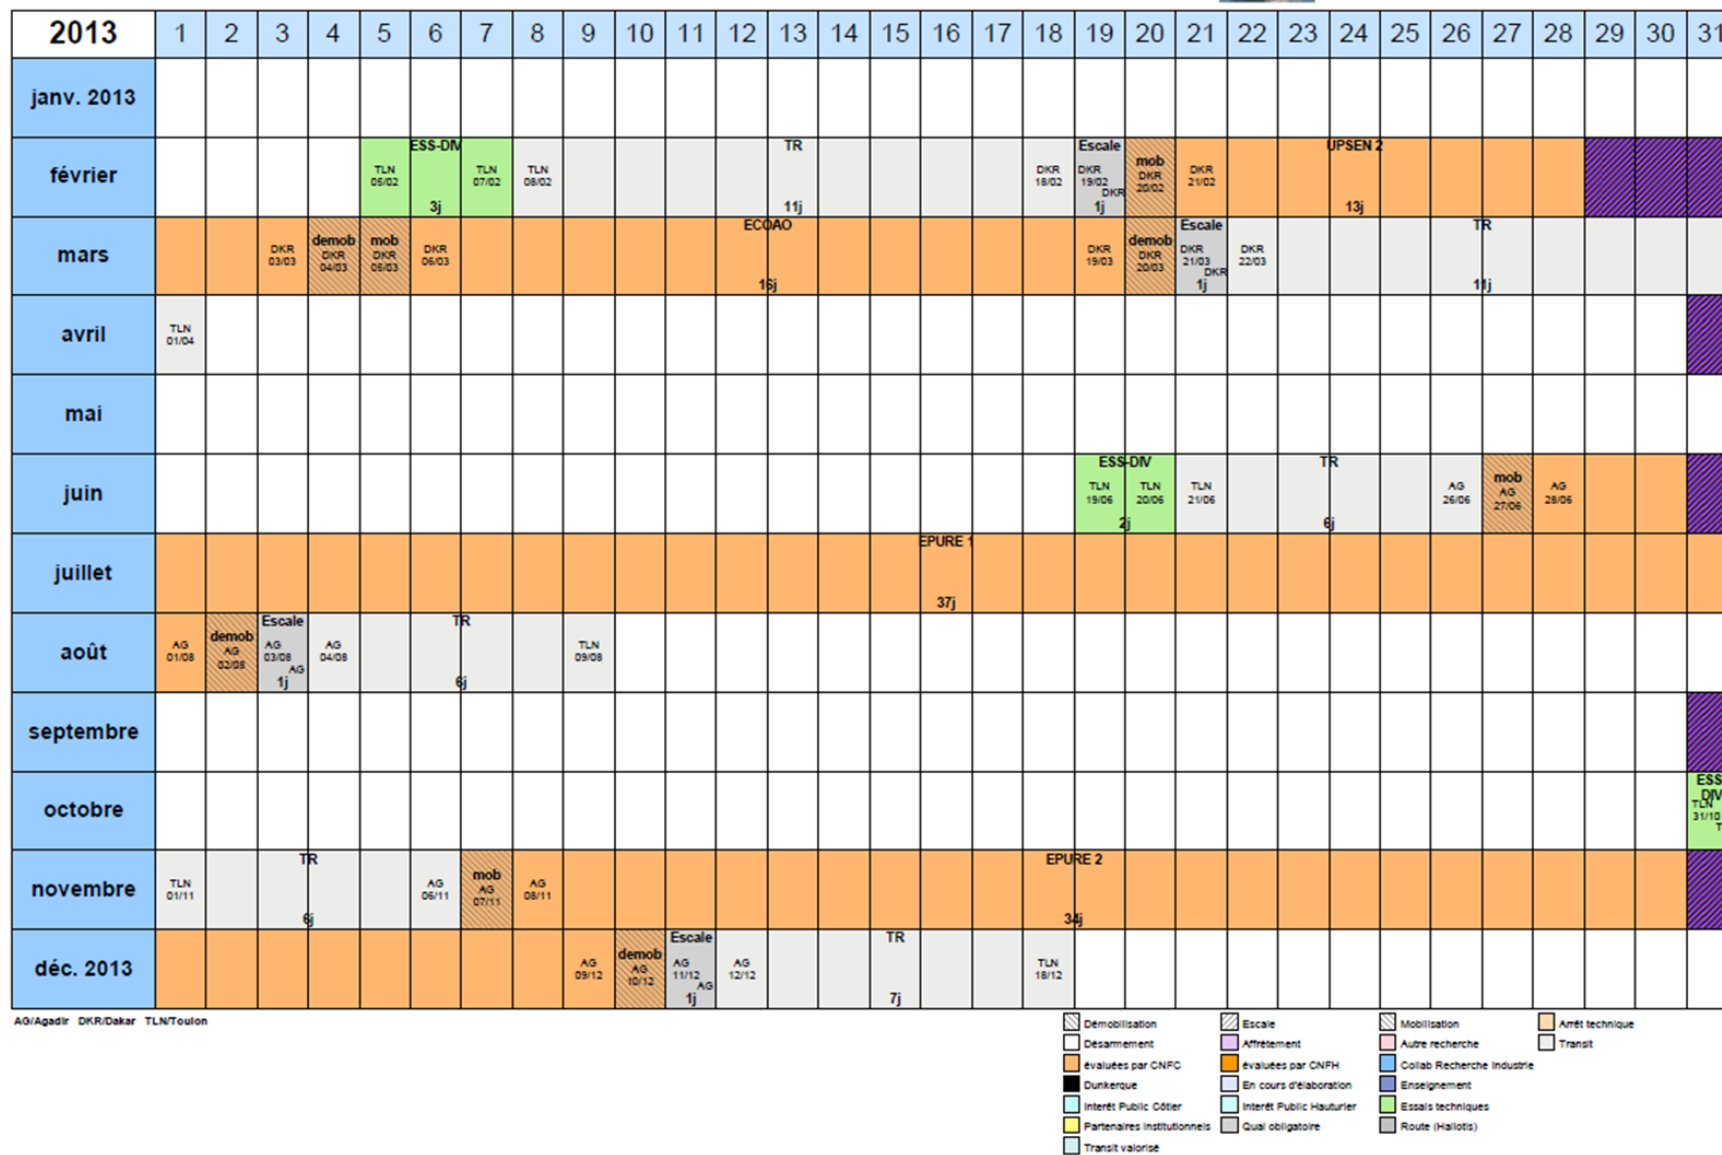 2013 1 2 3 4 5 6 7 8 9 10 11 12 13 14 15 16 17 18 19 20 21 22 23 24 25 26 27 28 29 30 31
janv. 2013
ESS-DIV TR Escale UPSEN 2
février TLN 05/02 TLN 07/02 TLN 08/02 DKR 18/02 DKR 19/02 DKR mob DKR 20/02 DKR 21/02
3j 11j 1j 13j
ECOAO Escale TR
mars DKR 03/03 demob DKR 04/03 mob DKR 05/03 DKR 06/03 DKR 19/03 demob DKR 20/03 DKR 21/03 DKR DKR 22/03
16j 1j 11j
avril TLN 01/04
mai
ESS-DIV TR
juin TLN 19/06 TLN 20/06 TLN 21/06 AG 26/06 mob AG 27/06 AG 28/06
2j 6j
EPURE 1
juillet
37j
Escale TR
août AG 01/08 demob AG 02/08 AG 03/08 AG AG 04/08 TLN 09/08
1j 6j
septembre
ESS DIV
octobre TLN 31/10 T
TR EPURE 2
novembre TLN 01/11 AG 06/11 mob AG 07/11 AG 08/11
6j 34j
Escale TR
déc. 2013 AG 09/12 demob AG 10/12 AG 11/12 AG AG 12/12 TLN 18/12
1j 7j
AG/Agadir DKR/Dakar TLN/Toulon
Démobilisation Escale Mobilisation Arrêt technique
Désarmement Affrètement Autre recherche Transit
évaluées par CNFC évaluées par CNFH Collab Recherche Industrie
Dunkerque En cours d'élaboration Enseignement
Interêt Public Côtier Interêt Public Hauturier Essais techniques
Partenaires Institutionnels Quai obligatoire Route (Haliotis)
Transit valorisé